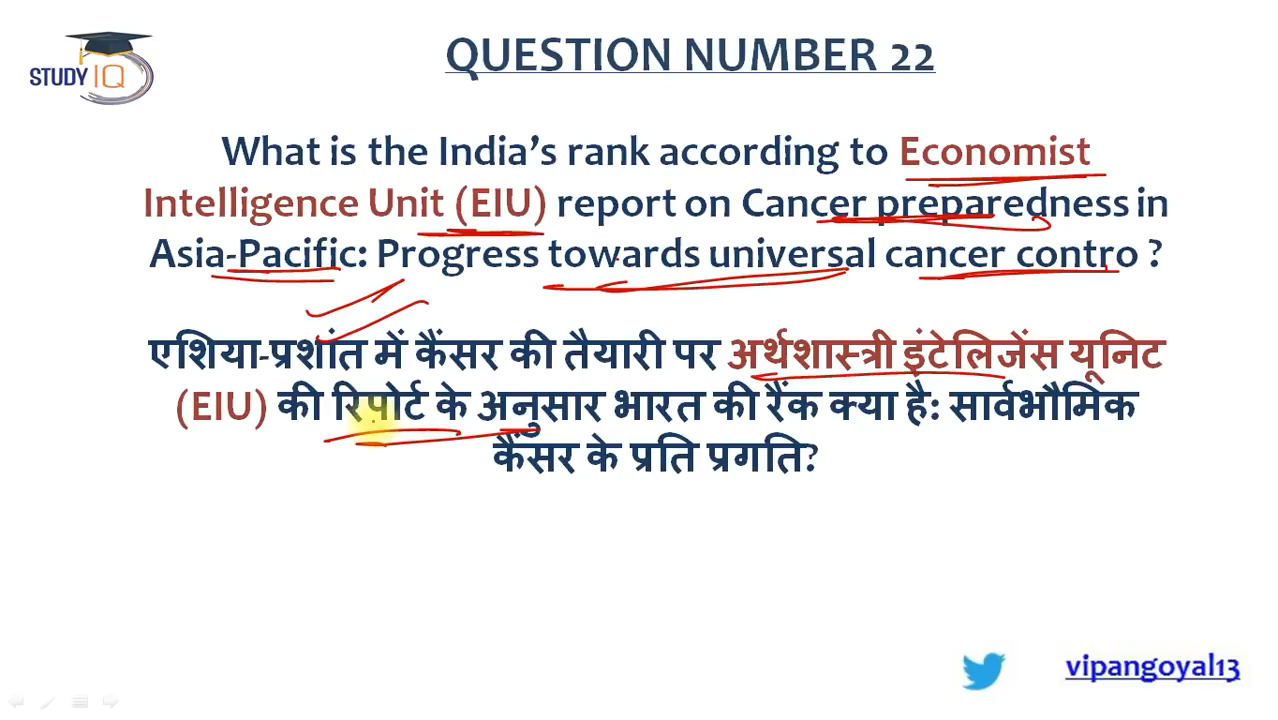 STUDY IQ
QUESTION NUMBER 22
What is the India’s rank according to Economist
Intelligence Unit (EIU) report on Cancer preparedness in
Asia-Pacific: Progress towards universal cancer contro ?
एशिया-प्रशांत में कैंसर की तैयारी पर अर्थशास्त्री इंटेलिजेंस यूनिट
(EIU) की रिपोर्ट के अनुसार भारत की रैंक क्या है: सार्वभौमिक
कैंसर के प्रति प्रगति?
vipangoyal13